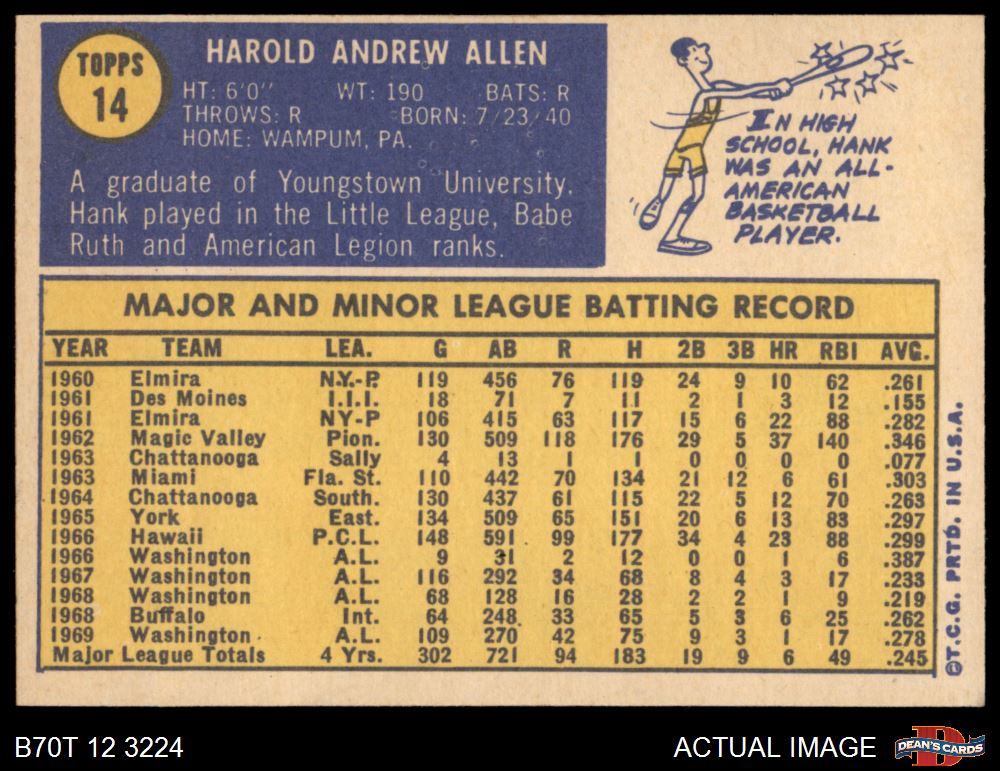 TOPPS
14
HAROLD ANDREW ALLEN
HT: 6'0" WT: 190 BATS: R
THROWS: R BORN: 7/23/40
HOME: WAMPUM, PA.
A graduate of Youngstown University.
Hank played in the Little League, Babe
Ruth and American Legion ranks.
IN HIGH
SCHOOL, HANK
WAS AN ALL-
AMERICAN
BASKETBALL
PLAYER.
MAJOR AND MINOR LEAGUE BATTING RECORD
YEAR TEAM LEA. G AB R H 2B 3B HR RBI AVG.
1960 Elmira N.Y.-P. 119 456 76 119 24 9 10 62 .261
1961 Des Moines I.I.I. 18 71 7 11 2 1 3 12 .155
1961 Elmira NY-P 106 415 63 117 15 6 22 88 .282
1962 Magic Valley Pion. 130 509 118 176 29 5 37 140 .346
1963 Chattanooga Sally 4 13 1 1 0 0 0 0 .077
1963 Miami Fla. St. 110 442 70 134 21 12 6 61 .303
1964 Chattanooga South. 130 437 61 115 22 5 12 70 .263
1965 York East. 134 509 65 151 20 6 13 83 .297
1966 Hawaii P.C.L. 148 591 99 177 34 4 23 88 .299
1966 Washington A.L. 9 31 2 12 0 0 1 6 .387
1967 Washington A.L. 116 292 34 68 8 4 3 17 .233
1968 Washington A.L. 68 128 16 28 2 2 1 9 .219
1968 Buffalo Int. 64 248 33 65 5 3 6 25 .262
1969 Washington A.L. 109 270 42 75 9 3 1 17 .278
Major League Totals 4 Yrs. 302 721 94 183 19 9 6 49 .245
©T.C.G. PRTD. IN U.S.A.
B70T 12 3224
ACTUAL IMAGE
DEAN'S CARDS